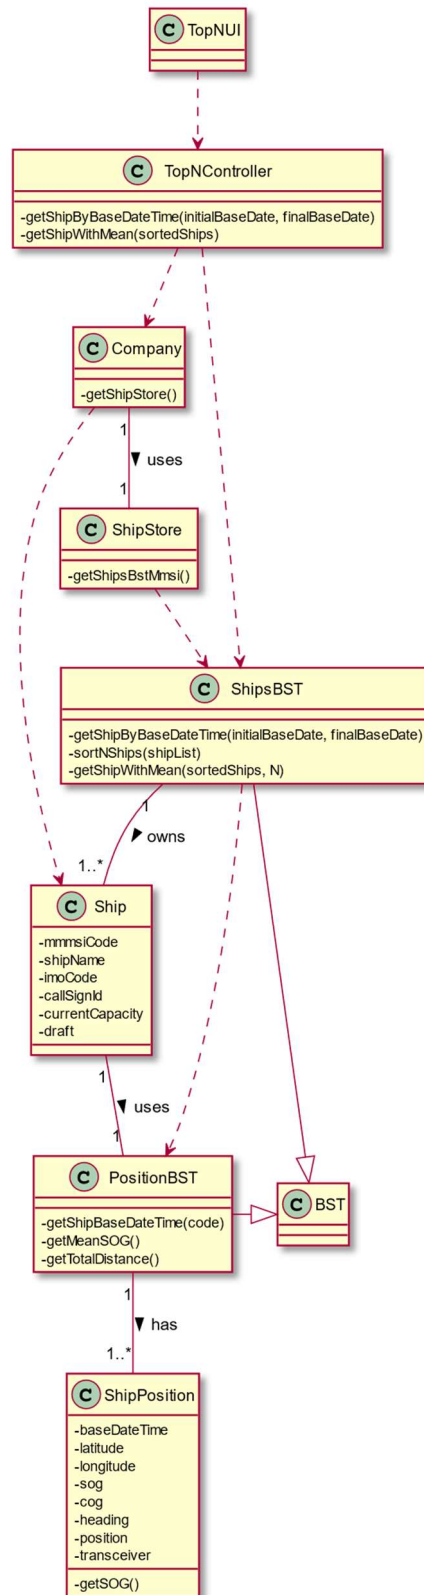 C TopNUI
C TopNController
-getShipByBaseDateTime(initialBaseDate, finalBaseDate)
-getShipWithMean(sortedShips)
C Company
-getShipStore()
1
uses
1
C ShipStore
-getShipsBstMmsi()
C ShipsBST
-getShipByBaseDateTime(initialBaseDate, finalBaseDate)
-sortNShips(shipList)
-getShipWithMean(sortedShips, N)
1
owns
1..*
C Ship
-mmmsiCode
-shipName
-imoCode
-callSignId
-currentCapacity
-draft
1
uses
1
C PositionBST
-getShipBaseDateTime(code)
-getMeanSOG()
-getTotalDistance()
C BST
1
has
1..*
C ShipPosition
-baseDateTime
-latitude
-longitude
-sog
-cog
-heading
-position
-transceiver
-getSOG()